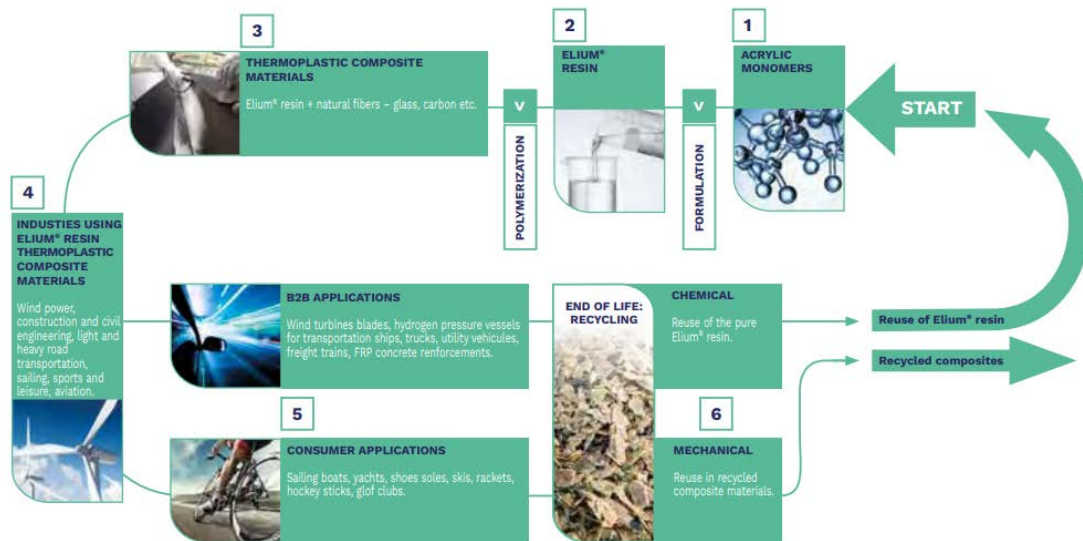 1
ACRYLIC
MONOMERS
START
V
FORMULATION
2
ELIUM®
RESIN
V
POLYMERIZATION
3
THERMOPLASTIC COMPOSITE
MATERIALS
Elium® resin + natural fibers – glass, carbon etc.
4
INDUSTIES USING
ELIUM® RESIN
THERMOPLASTIC
COMPOSITE
MATERIALS
Wind power,
construction and civil
engineering, light and
heavy road
transportation,
sailing, sports and
leisure, aviation.
B2B APPLICATIONS
Wind turbines blades, hydrogen pressure vessels
for transportation ships, trucks, utility vehicules,
freight trains, FRP concrete renforcements.
5
CONSUMER APPLICATIONS
Sailing boats, yachts, shoes soles, skis, rackets,
hockey sticks, glof clubs.
END OF LIFE:
RECYCLING
CHEMICAL
Reuse of the pure
Elium® resin.
6
MECHANICAL
Reuse in recycled
composite materials.
Reuse of Elium® resin
Recycled composites